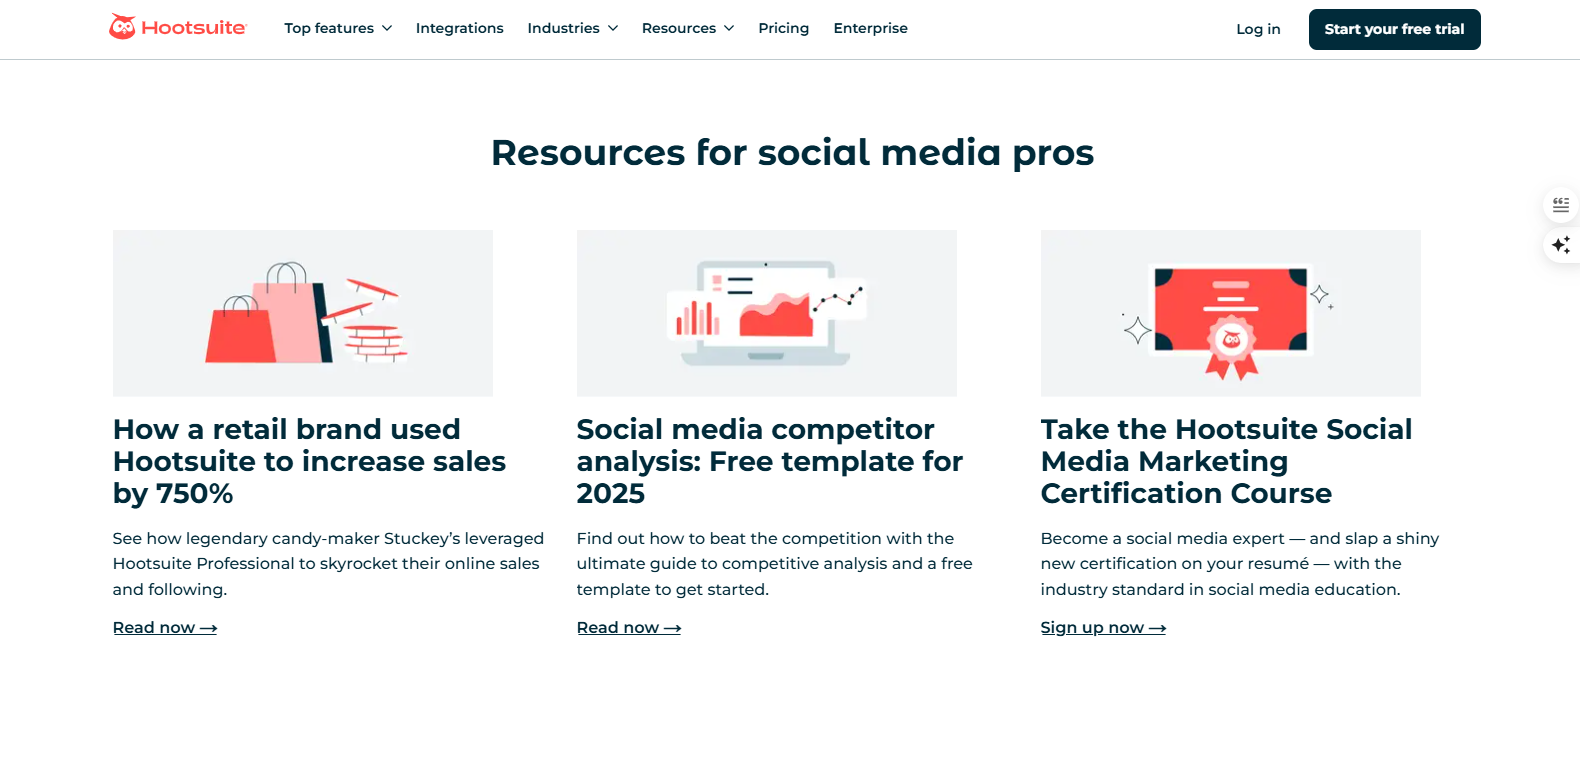 Hootsuite
Top features
Integrations
Industries
Resources
Pricing
Enterprise
Log in
Start your free trial
Resources for social media pros
How a retail brand used
Hootsuite to increase sales
by 750%
See how legendary candy-maker Stuckey’s leveraged
Hootsuite Professional to skyrocket their online sales
and following.
Read now →
Social media competitor
analysis: Free template for
2025
Find out how to beat the competition with the
ultimate guide to competitive analysis and a free
template to get started.
Read now →
Take the Hootsuite Social
Media Marketing
Certification Course
Become a social media expert — and slap a shiny
new certification on your resumé — with the
industry standard in social media education.
Sign up now →